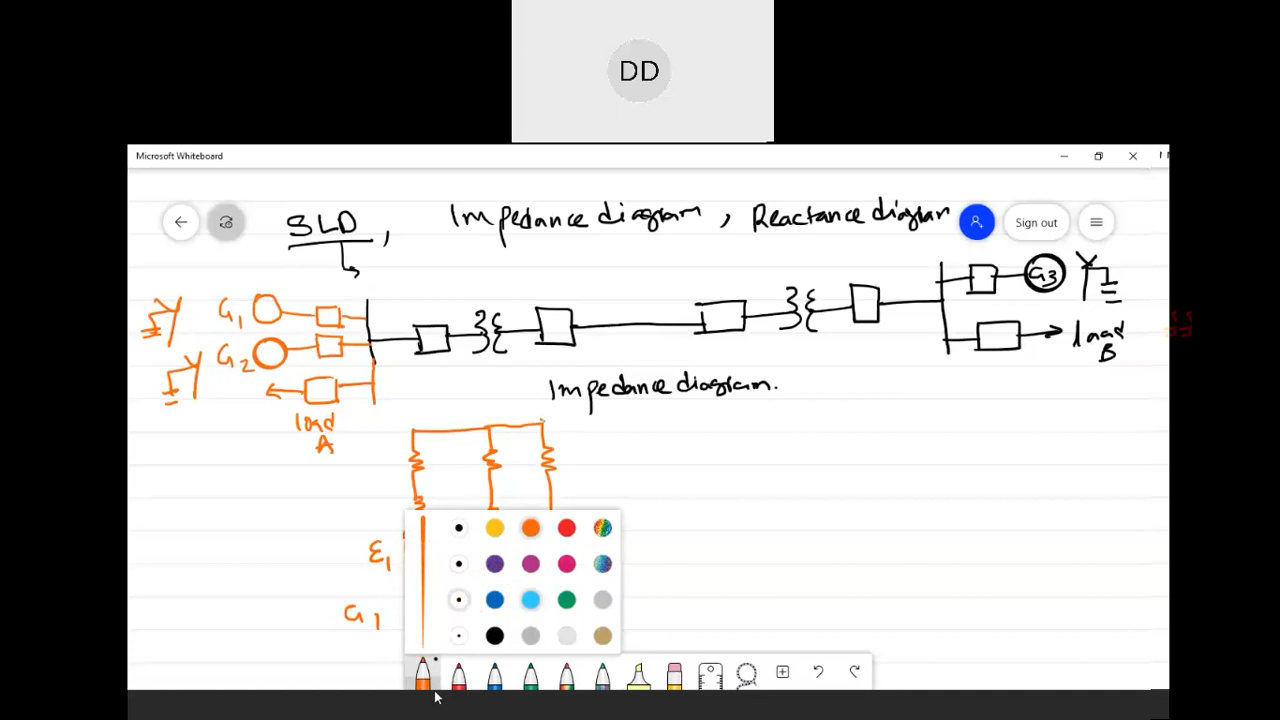 DD
Microsoft Whiteboard
SLD, Impedance diagram, Reactance diagram
Sign out
G1
G2
G3
load A
load B
Impedance diagram.
E1
G1